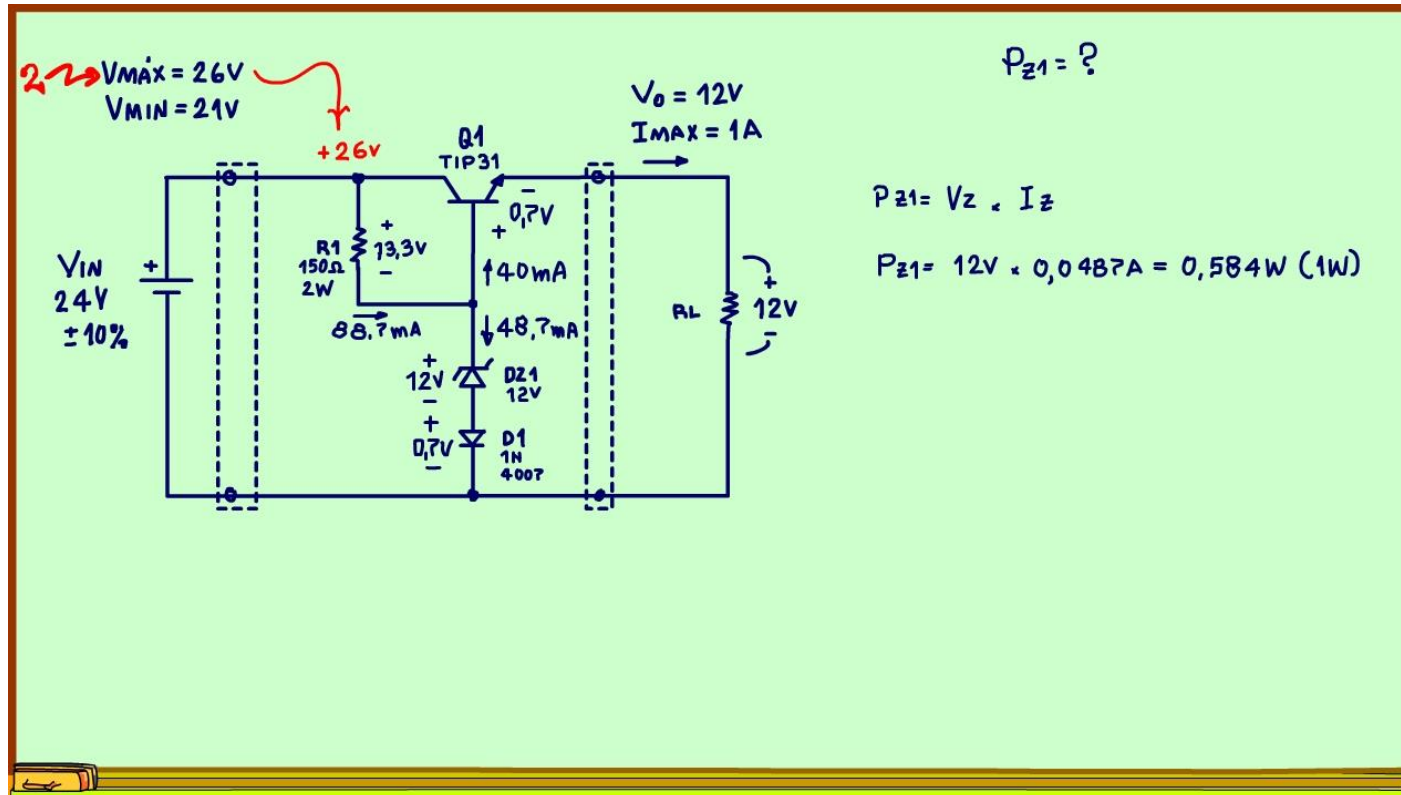 2
VMÁX = 26V
VMIN = 21V
+26V
Q1
TIP31
Vo = 12V
IMAX = 1A
PZ1 = ?
VIN
24V
±10%
+
R1
150Ω
2W
+
13,3V
-
-
0,7V
+
40mA
88,7mA
48,7mA
+
12V
-
DZ1
12V
+
0,7V
-
D1
1N
4007
RL
+
12V
-
PZ1= VZ . IZ
PZ1= 12V × 0,0487A = 0,584W (1W)